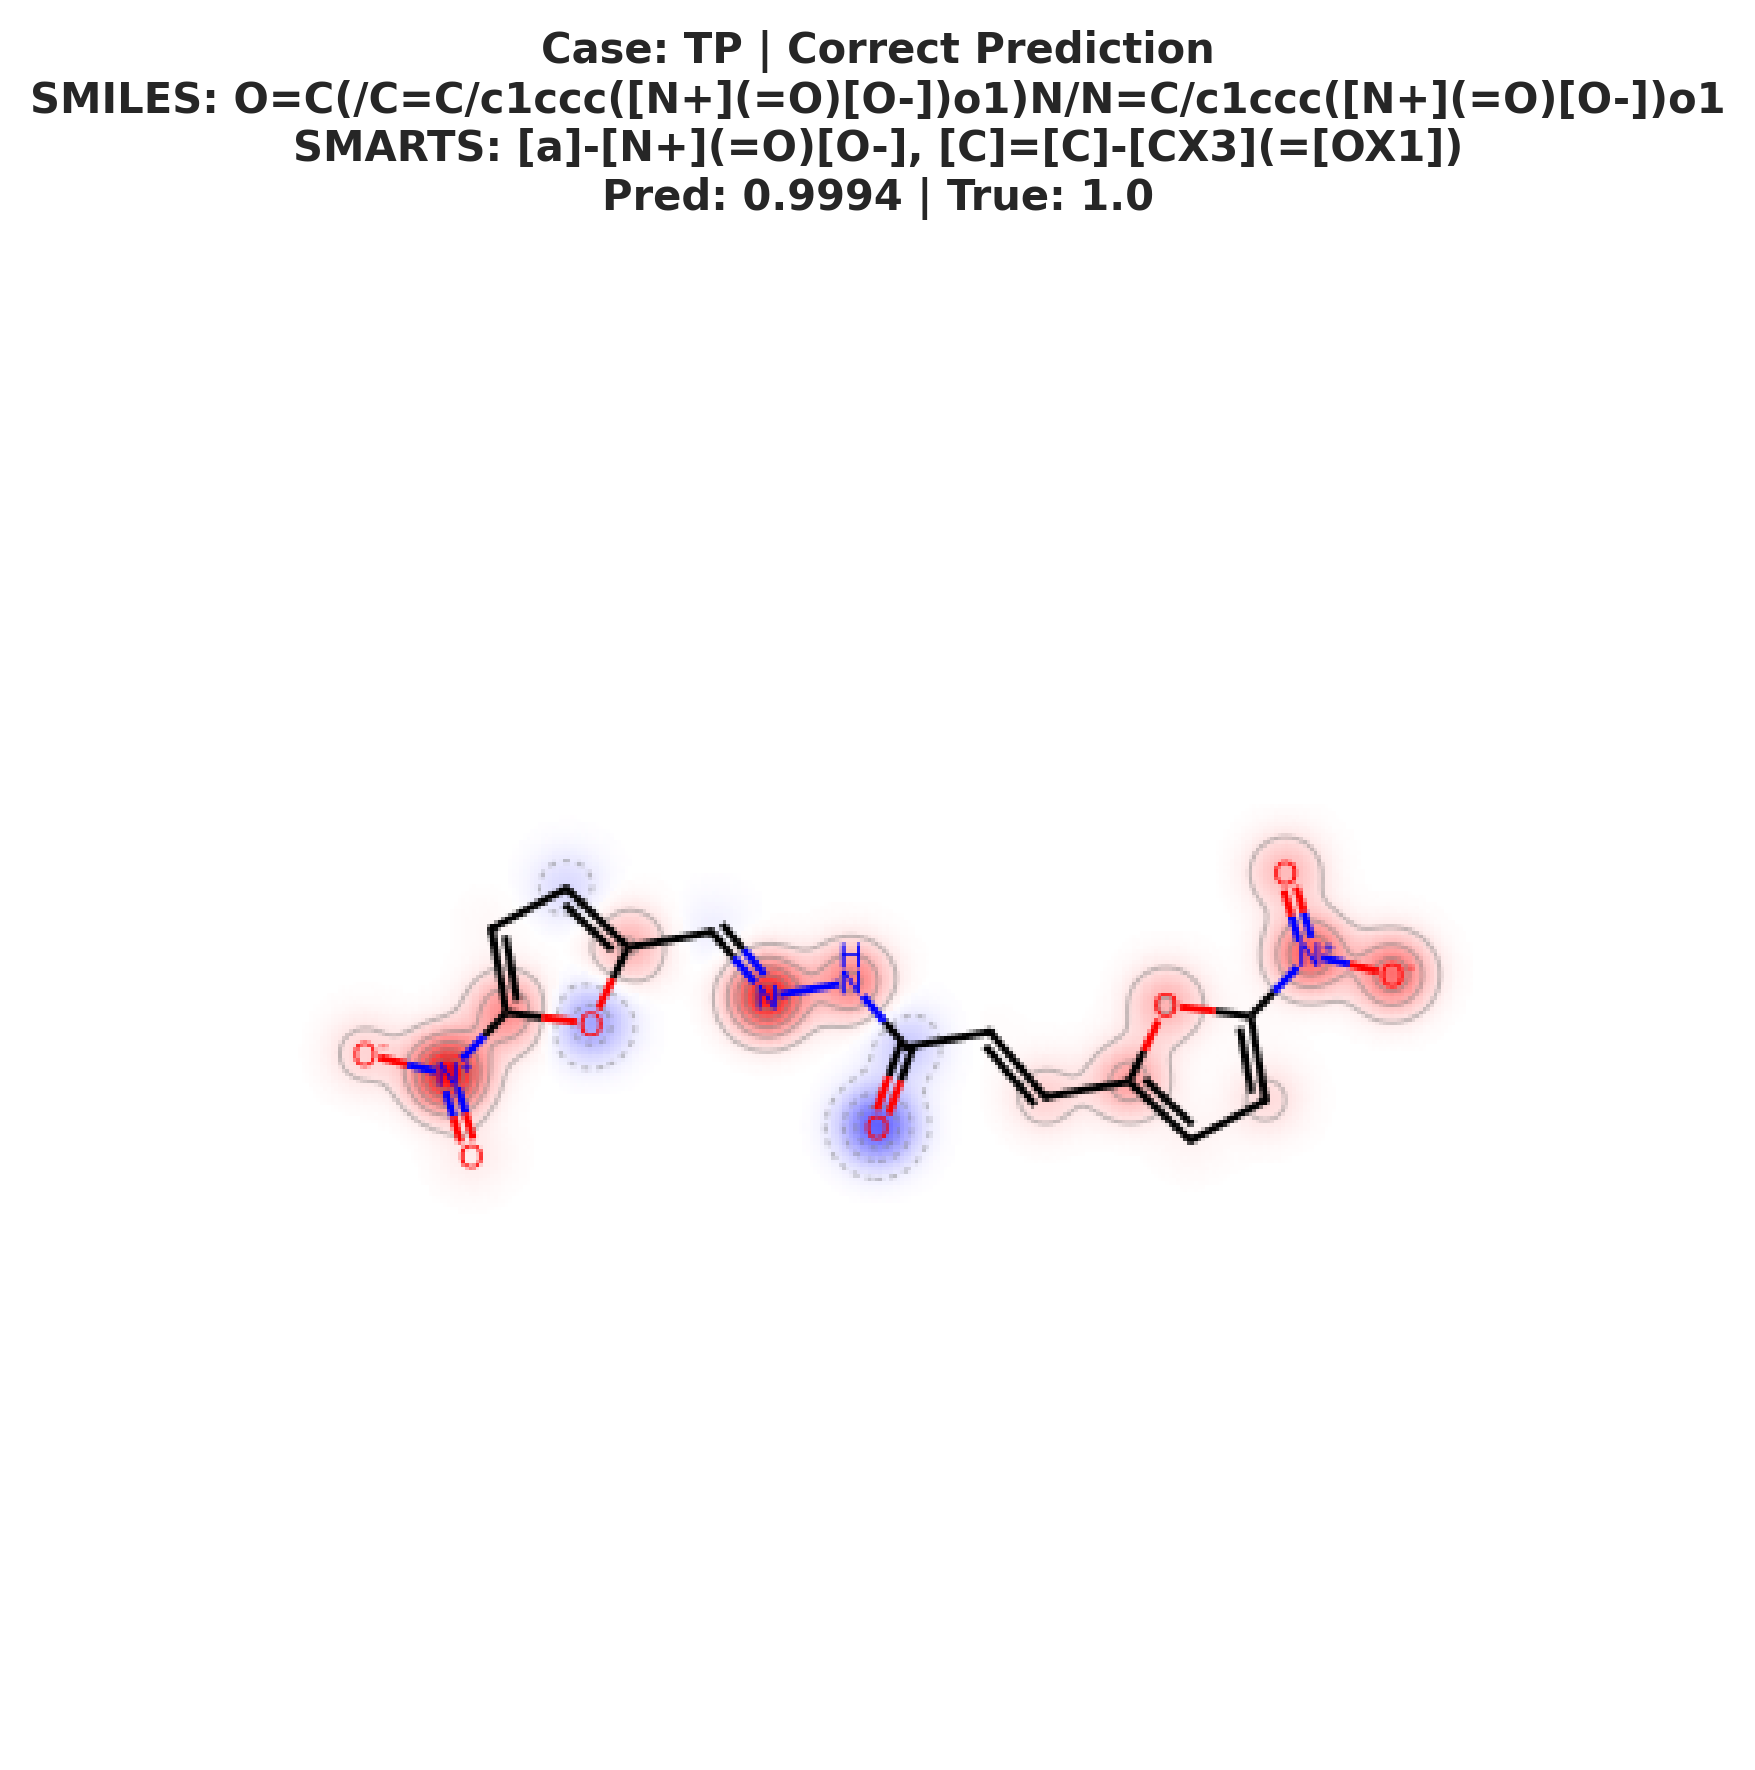 Case: TP | Correct Prediction
SMILES: O=C(/C=C/c1ccc([N+](=O)[O-])o1)N/N=C/c1ccc([N+](=O)[O-])o1
SMARTS: [a]-[N+](=O)[O-], [C]=[C]-[CX3](=[OX1])
Pred: 0.9994 | True: 1.0
O
H
N
N
N+
O-
O
O
O-
N+
O
O